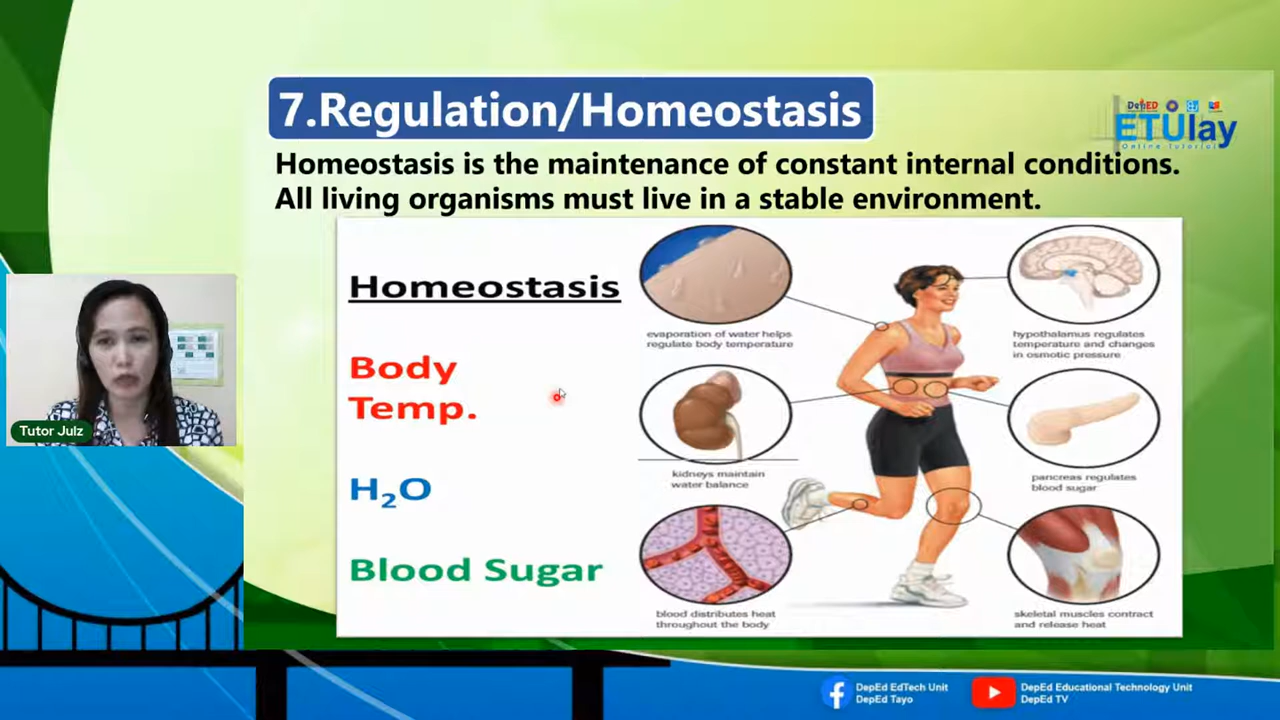 7.Regulation/Homeostasis
DepED
ETUlay
Online Tutorial
Homeostasis is the maintenance of constant internal conditions.
All living organisms must live in a stable environment.
Homeostasis
Body
Temp.
H₂O
Blood Sugar
evaporation of water helps
regulate body temperature
hypothalamus regulates
temperature and changes
in osmotic pressure
kidneys maintain
water balance
pancreas regulates
blood sugar
blood distributes heat
throughout the body
skeletal muscles contract
and release heat
Tutor Julz
DepEd EdTech Unit
DepEd Tayo
DepEd Educational Technology Unit
DepEd TV